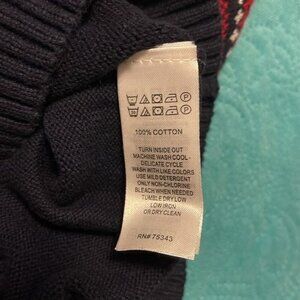 100% COTTON
TURN INSIDE OUT
MACHINE WASH COOL -
DELICATE CYCLE
WASH WITH LIKE COLORS
USE MILD DETERGENT
ONLY NON-CHLORINE
BLEACH WHEN NEEDED
TUMBLE DRY LOW
LOW IRON
OR DRY CLEAN
RN# 75343